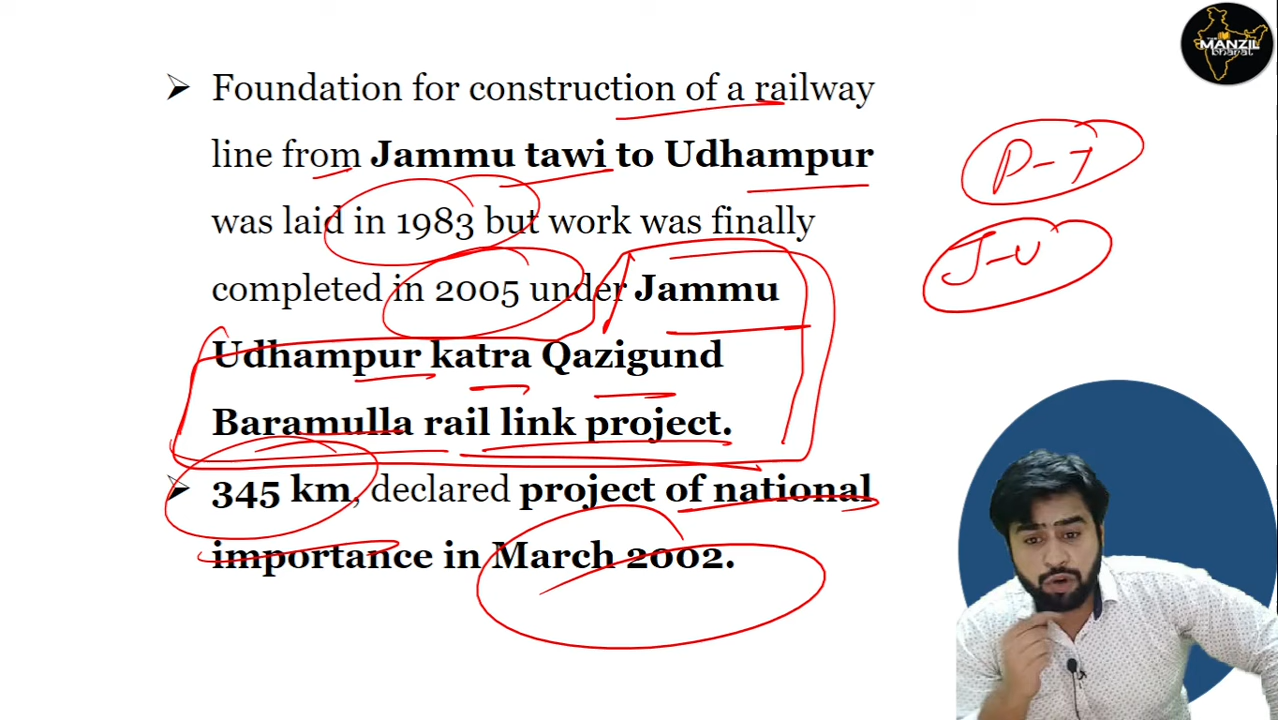 ➢ Foundation for construction of a railway
line from Jammu tawi to Udhampur
was laid in 1983 but work was finally
completed in 2005 under Jammu
Udhampur katra Qazigund
Baramulla rail link project.
➢ 345 km, declared project of national
importance in March 2002.
P-J
J-U
THE
MANZIL
bharat